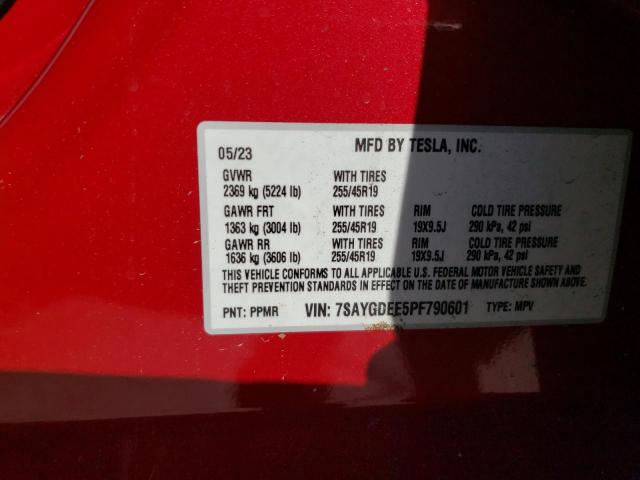 05/23 MFD BY TESLA, INC.
GVWR WITH TIRES
2369 kg (5224 lb) 255/45R19
GAWR FRT WITH TIRES RIM COLD TIRE PRESSURE
1363 kg (3004 lb) 255/45R19 19X9.5J 290 kPa, 42 psi
GAWR RR WITH TIRES RIM COLD TIRE PRESSURE
1636 kg (3606 lb) 255/45R19 19X9.5J 290 kPa, 42 psi
THIS VEHICLE CONFORMS TO ALL APPLICABLE U.S. FEDERAL MOTOR VEHICLE SAFETY AND
THEFT PREVENTION STANDARDS IN EFFECT ON THE DATE OF MANUFACTURE SHOWN ABOVE.
PNT: PPMR VIN: 7SAYGDEE5PF790601 TYPE: MPV